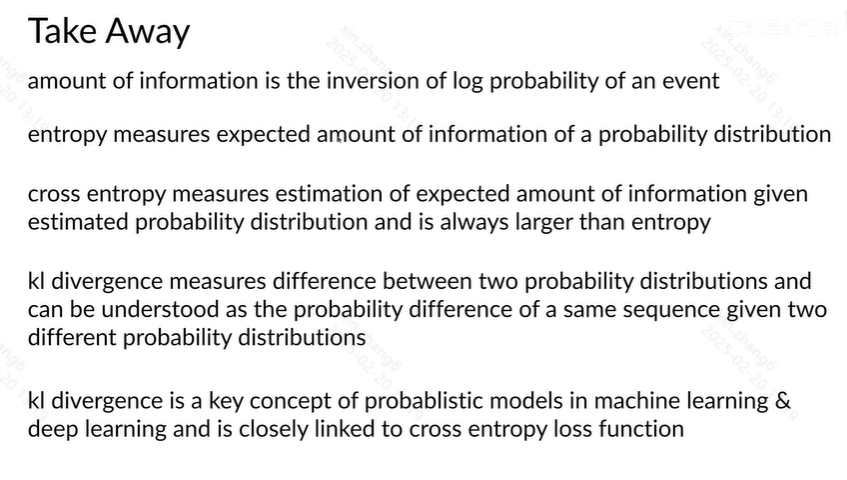 Take Away
amount of information is the inversion of log probability of an event
entropy measures expected amount of information of a probability distribution
cross entropy measures estimation of expected amount of information given
estimated probability distribution and is always larger than entropy
kl divergence measures difference between two probability distributions and
can be understood as the probability difference of a same sequence given two
different probability distributions
kl divergence is a key concept of probablistic models in machine learning &
deep learning and is closely linked to cross entropy loss function